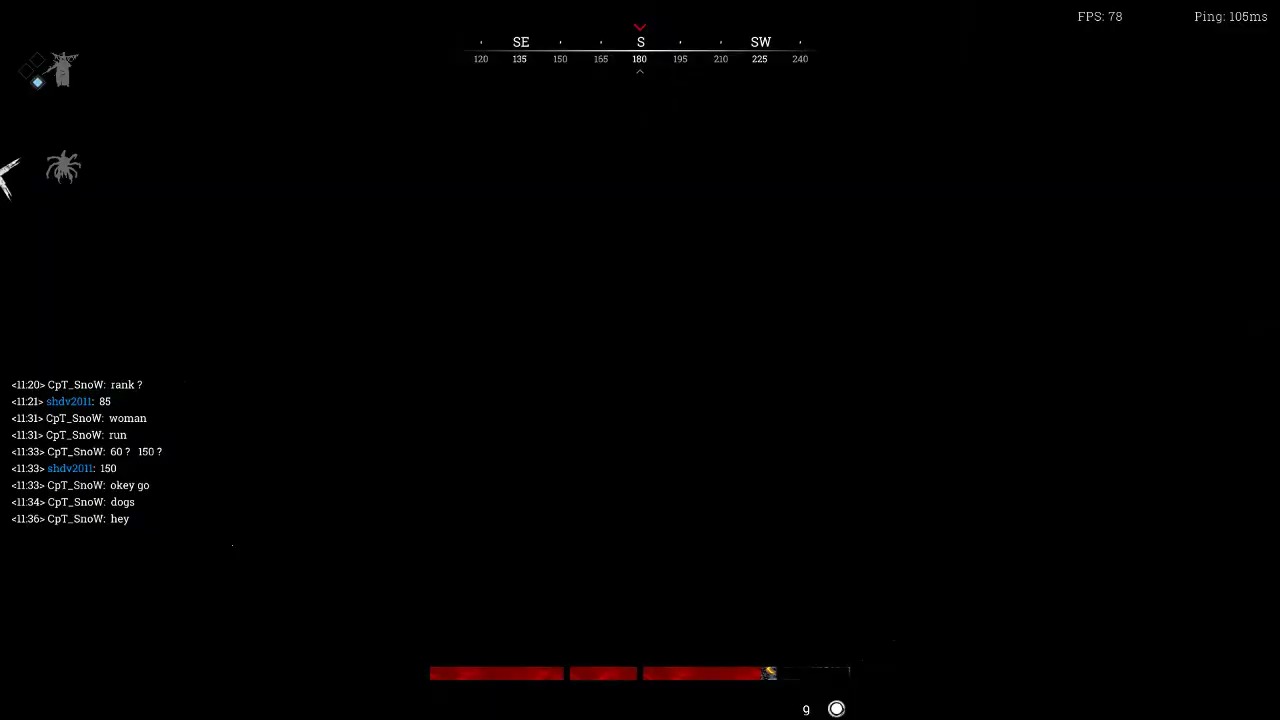 FPS: 78 Ping: 105ms
SE S SW
120 135 150 165 180 195 210 225 240
<11:20> CpT_SnoW: rank ?
<11:21> shdv2011: 85
<11:31> CpT_SnoW: woman
<11:31> CpT_SnoW: run
<11:33> CpT_SnoW: 60 ? 150 ?
<11:33> shdv2011: 150
<11:33> CpT_SnoW: okey go
<11:34> CpT_SnoW: dogs
<11:36> CpT_SnoW: hey
9